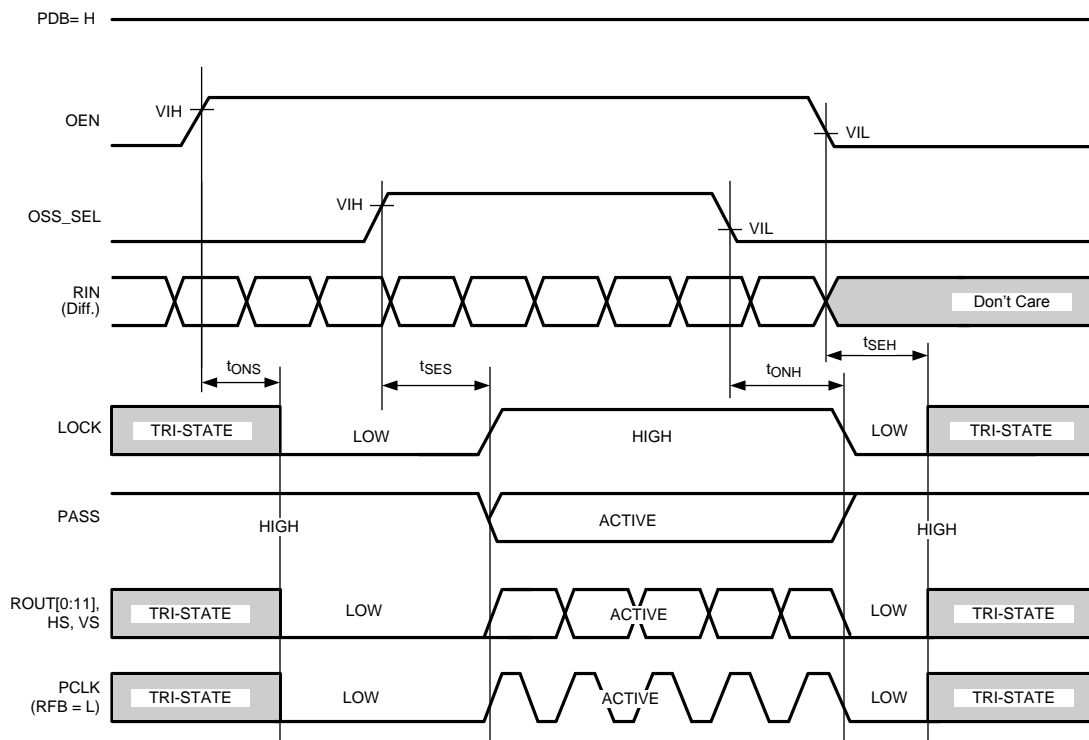 PDB= H
OEN
VIH
VIL
OSS_SEL
VIH
VIL
RIN
(Diff.)
Don't Care
tONS
tSES
tONH
tSEH
LOCK
TRI-STATE
LOW
HIGH
LOW
TRI-STATE
PASS
HIGH
ACTIVE
HIGH
ROUT[0:11],
HS, VS
TRI-STATE
LOW
ACTIVE
LOW
TRI-STATE
PCLK
(RFB = L)
TRI-STATE
LOW
ACTIVE
LOW
TRI-STATE